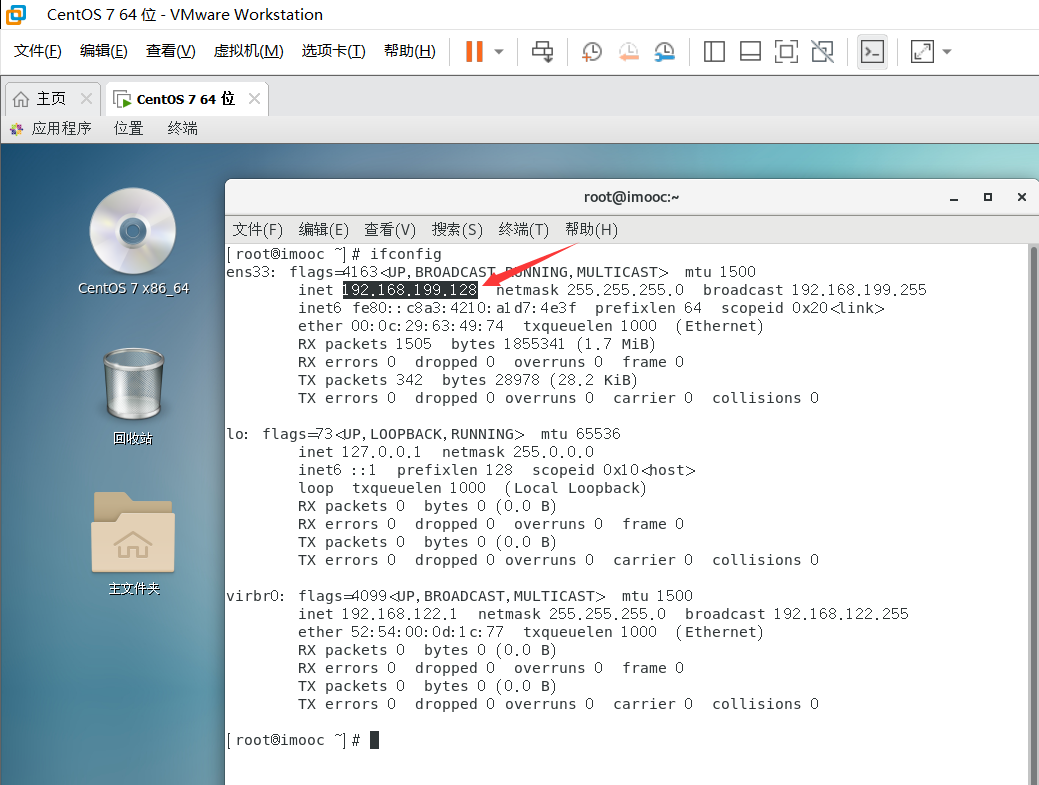 CentOS 7 64 位 - VMware Workstation
文件(F) 编辑(E) 查看(V) 虚拟机(M) 选项卡(T) 帮助(H)
主页 CentOS 7 64 位
应用程序 位置 终端
CentOS 7 x86_64
回收站
主文件夹
root@imooc:~
文件(F) 编辑(E) 查看(V) 搜索(S) 终端(T) 帮助(H)
[root@imooc ~]# ifconfig
ens33: flags=4163<UP,BROADCAST,RUNNING,MULTICAST>  mtu 1500
        inet 192.168.199.128  netmask 255.255.255.0  broadcast 192.168.199.255
        inet6 fe80::c8a3:4210:a1d7:4e3f  prefixlen 64  scopeid 0x20<link>
        ether 00:0c:29:63:49:74  txqueuelen 1000  (Ethernet)
        RX packets 1505  bytes 1855341 (1.7 MiB)
        RX errors 0  dropped 0  overruns 0  frame 0
        TX packets 342  bytes 28978 (28.2 KiB)
        TX errors 0  dropped 0 overruns 0  carrier 0  collisions 0
lo: flags=73<UP,LOOPBACK,RUNNING>  mtu 65536
        inet 127.0.0.1  netmask 255.0.0.0
        inet6 ::1  prefixlen 128  scopeid 0x10<host>
        loop  txqueuelen 1000  (Local Loopback)
        RX packets 0  bytes 0 (0.0 B)
        RX errors 0  dropped 0  overruns 0  frame 0
        TX packets 0  bytes 0 (0.0 B)
        TX errors 0  dropped 0 overruns 0  carrier 0  collisions 0
virbr0: flags=4099<UP,BROADCAST,MULTICAST>  mtu 1500
        inet 192.168.122.1  netmask 255.255.255.0  broadcast 192.168.122.255
        ether 52:54:00:0d:1c:77  txqueuelen 1000  (Ethernet)
        RX packets 0  bytes 0 (0.0 B)
        RX errors 0  dropped 0  overruns 0  frame 0
        TX packets 0  bytes 0 (0.0 B)
        TX errors 0  dropped 0 overruns 0  carrier 0  collisions 0
[root@imooc ~]#